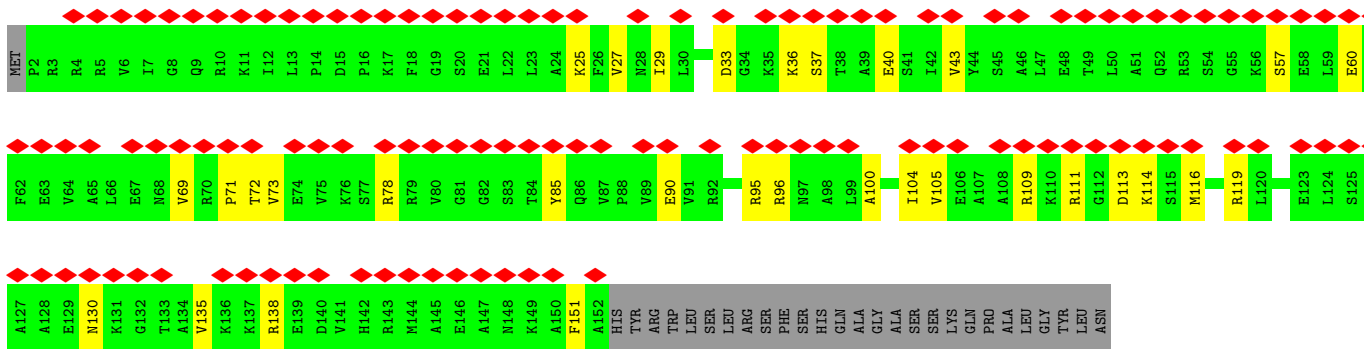 MET P2 R3 R4 R5 V6 I7 G8 Q9 R10 K11 I12 L13 P14 D15 P16 K17 F18 G19 S20 E21 L22 L23 A24 K25 F26 V27 N28 I29 L30 D33 G34 K35 K36 S37 T38 A39 E40 S41 I42 V43 Y44 S45 A46 L47 E48 T49 L50 A51 Q52 R53 S54 G55 K56 S57 E58 L59 E60
F62 E63 V64 A65 L66 E67 N68 V69 R70 P71 T72 V73 E74 V75 K76 S77 R78 R79 V80 G81 G82 S83 T84 Y85 Q86 V87 P88 V89 E90 V91 R92 R95 R96 N97 A98 L99 A100 I104 V105 E106 A107 A108 R109 K110 R111 G112 D113 K114 S115 M116 R119 L120 E123 L124 S125
A127 A128 E129 N130 K131 G132 T133 A134 V135 K136 K137 R138 E139 D140 V141 H142 R143 M144 A145 E146 A147 N148 K149 A150 F151 A152 HIS TYR ARG TRP LEU SER LEU ARG SER PHE SER HIS GLN ALA GLY ALA SER SER LYS GLN PRO ALA LEU GLY TYR LEU ASN